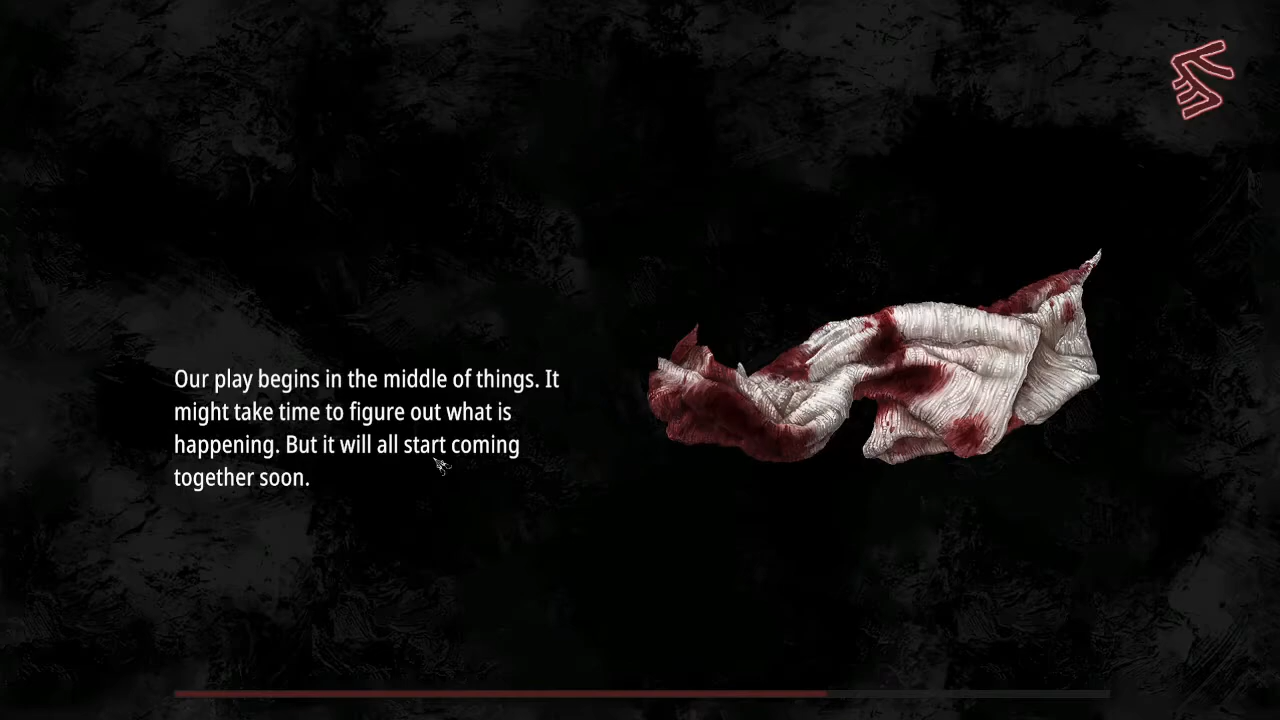 Our play begins in the middle of things. It
might take time to figure out what is
happening. But it will all start coming
together soon.